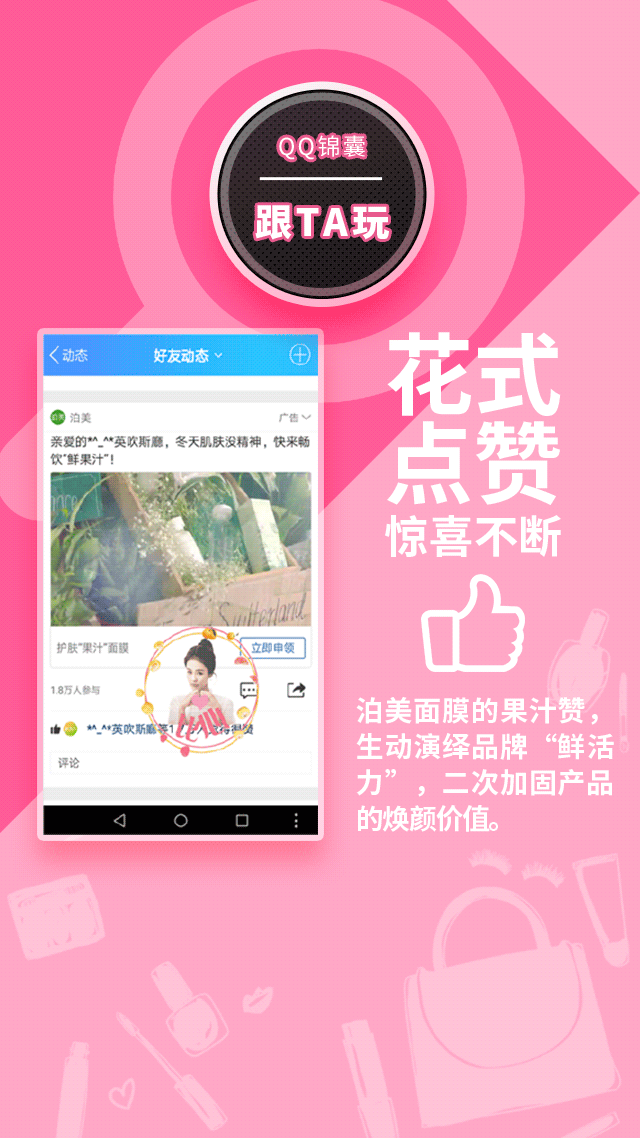 QQ锦囊
跟TA玩
动态
好友动态
泊美
广告
亲爱的*^_^*英吹斯廳，冬天肌肤没精神，快来畅
饮"鲜果汁"！
Sutterland
护肤"果汁"面膜
立即申领
1.8万人参与
*^_^*英吹斯廳等1
评论
花式
点赞
惊喜不断
泊美面膜的果汁赞，
生动演绎品牌“鲜活
力”，二次加固产品
的焕颜价值。